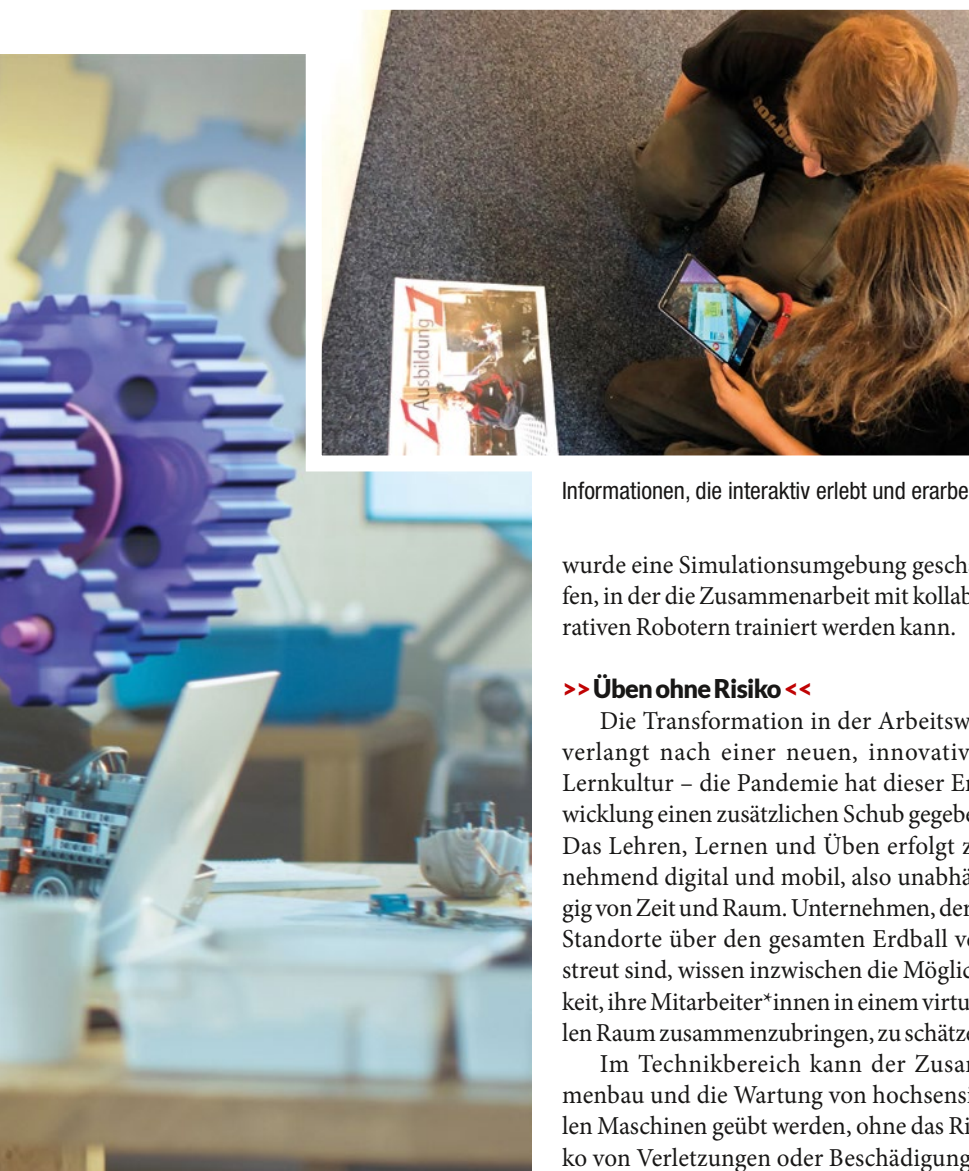 Ausbildung
Informationen, die interaktiv erlebt und erarbe
wurde eine Simulationsumgebung gesch
fen, in der die Zusammenarbeit mit kollab
rativen Robotern trainiert werden kann.
>> Üben ohne Risiko <<
Die Transformation in der Arbeitsw
verlangt nach einer neuen, innovativ
Lernkultur – die Pandemie hat dieser E
wicklung einen zusätzlichen Schub gegebe
Das Lehren, Lernen und Üben erfolgt z
nehmend digital und mobil, also unabhä
gig von Zeit und Raum. Unternehmen, der
Standorte über den gesamten Erdball ve
streut sind, wissen inzwischen die Möglic
keit, ihre Mitarbeiter*innen in einem virtu
len Raum zusammenzubringen, zu schätze
Im Technikbereich kann der Zusa
menbau und die Wartung von hochsensi
len Maschinen geübt werden, ohne das Ri
ko von Verletzungen oder Beschädigung